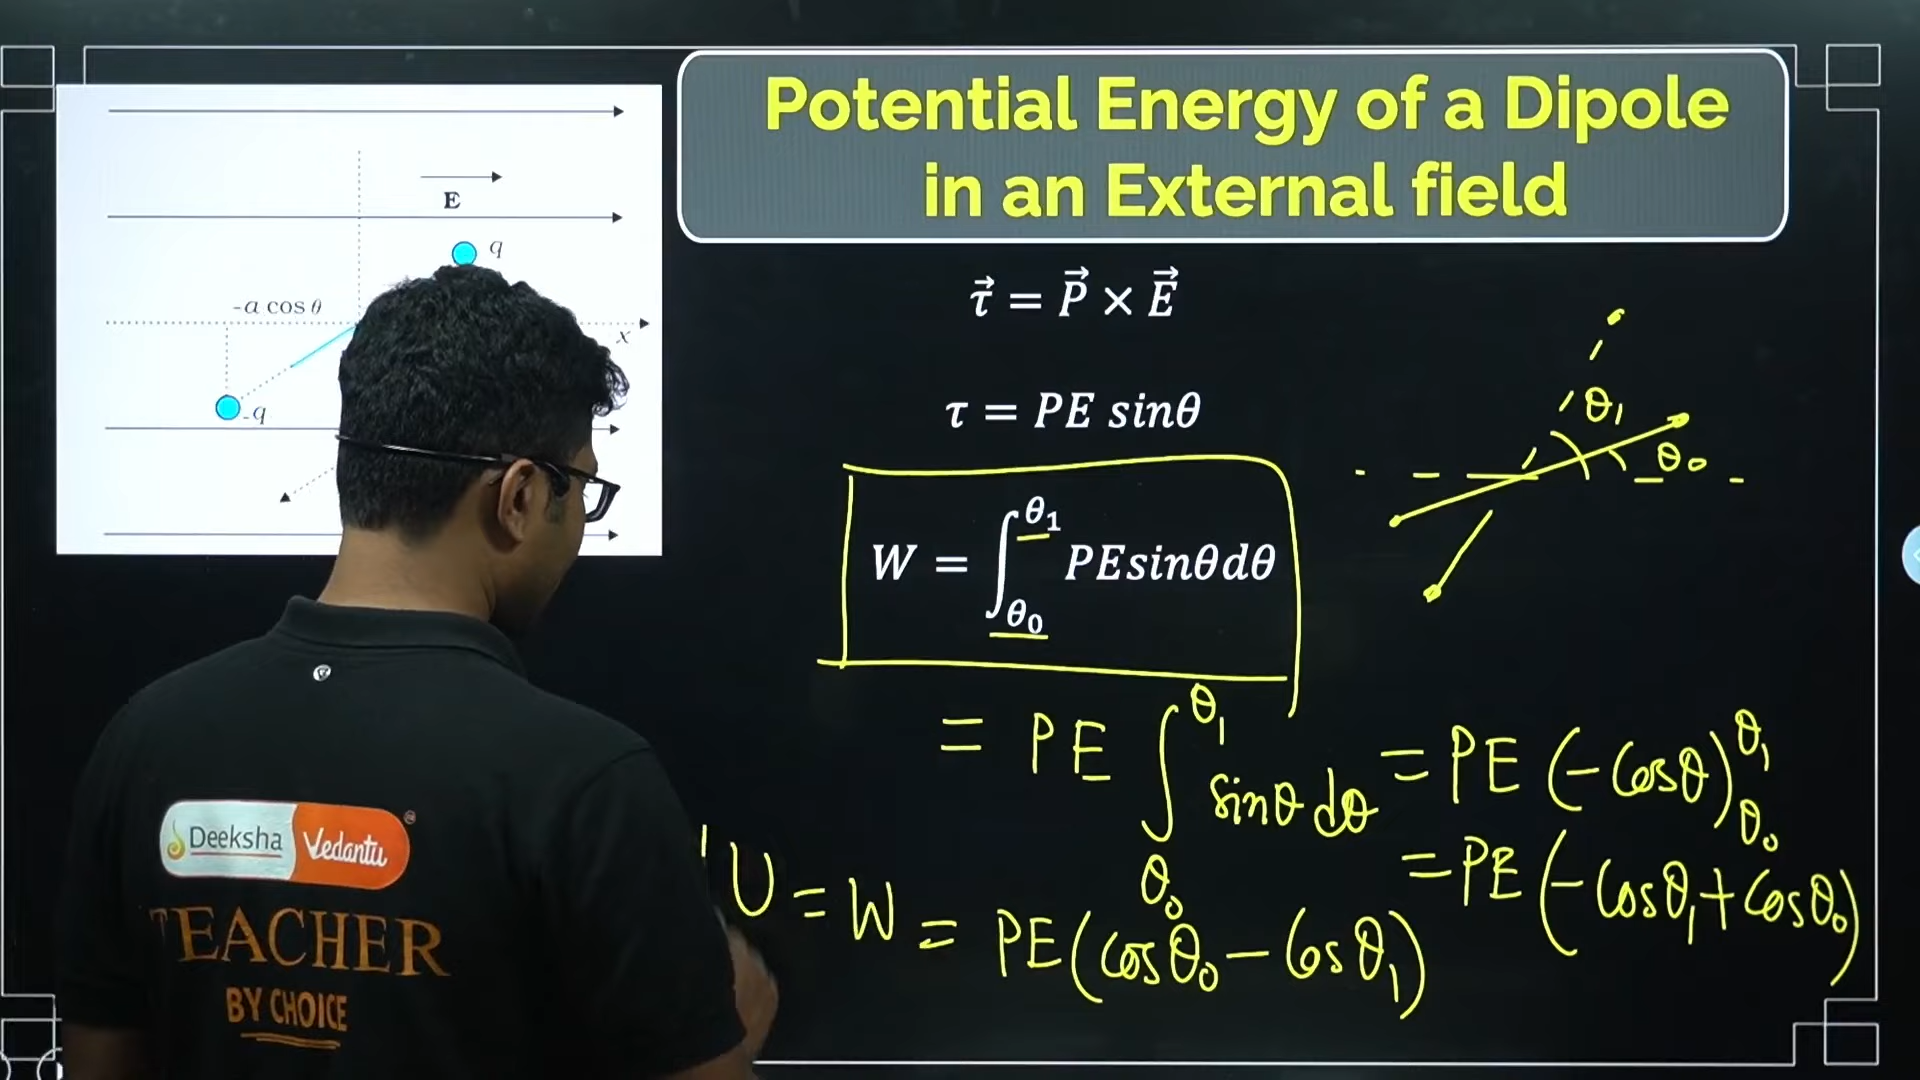 Potential Energy of a Dipole
in an External field
E
q
-a cos θ
x
-q
τ⃗ = P⃗ × E⃗
τ = PE sinθ
W = ∫θ₀^θ₁ PEsinθdθ
θ₁
θ₀
= PE ∫θ₀^θ₁ sinθ dθ = PE (-cosθ)θ₀^θ₁
= PE (-cosθ₁ + cosθ₀)
U = W = PE (cosθ₀ - cosθ₁)
Deeksha Vedantu
TEACHER
BY CHOICE